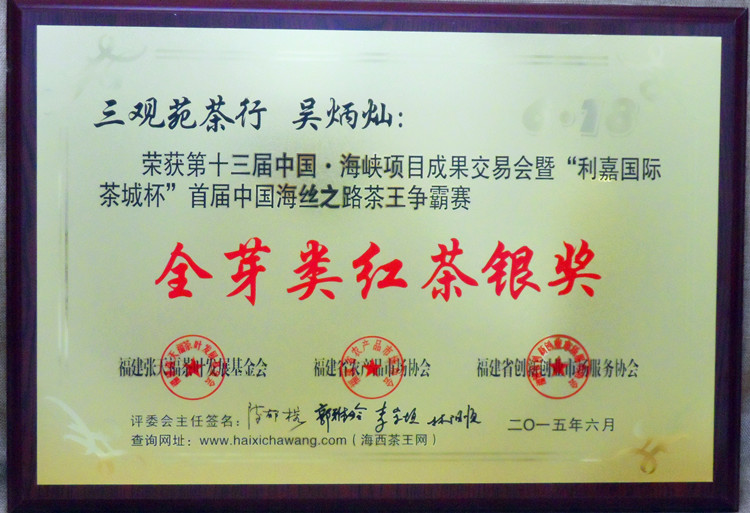 三观苑茶行 吴炳灿:
荣获第十三届中国·海峡项目成果交易会暨“利嘉国际
茶城杯”首届中国海丝之路茶王争霸赛
全芽类红茶银奖
福建张天福茶叶发展基金会 福建省农产品市场协会 福建省创新创业市场服务协会
评委会主任签名: 二〇一五年六月
查询网址:www.haixichawang.com(海西茶王网)